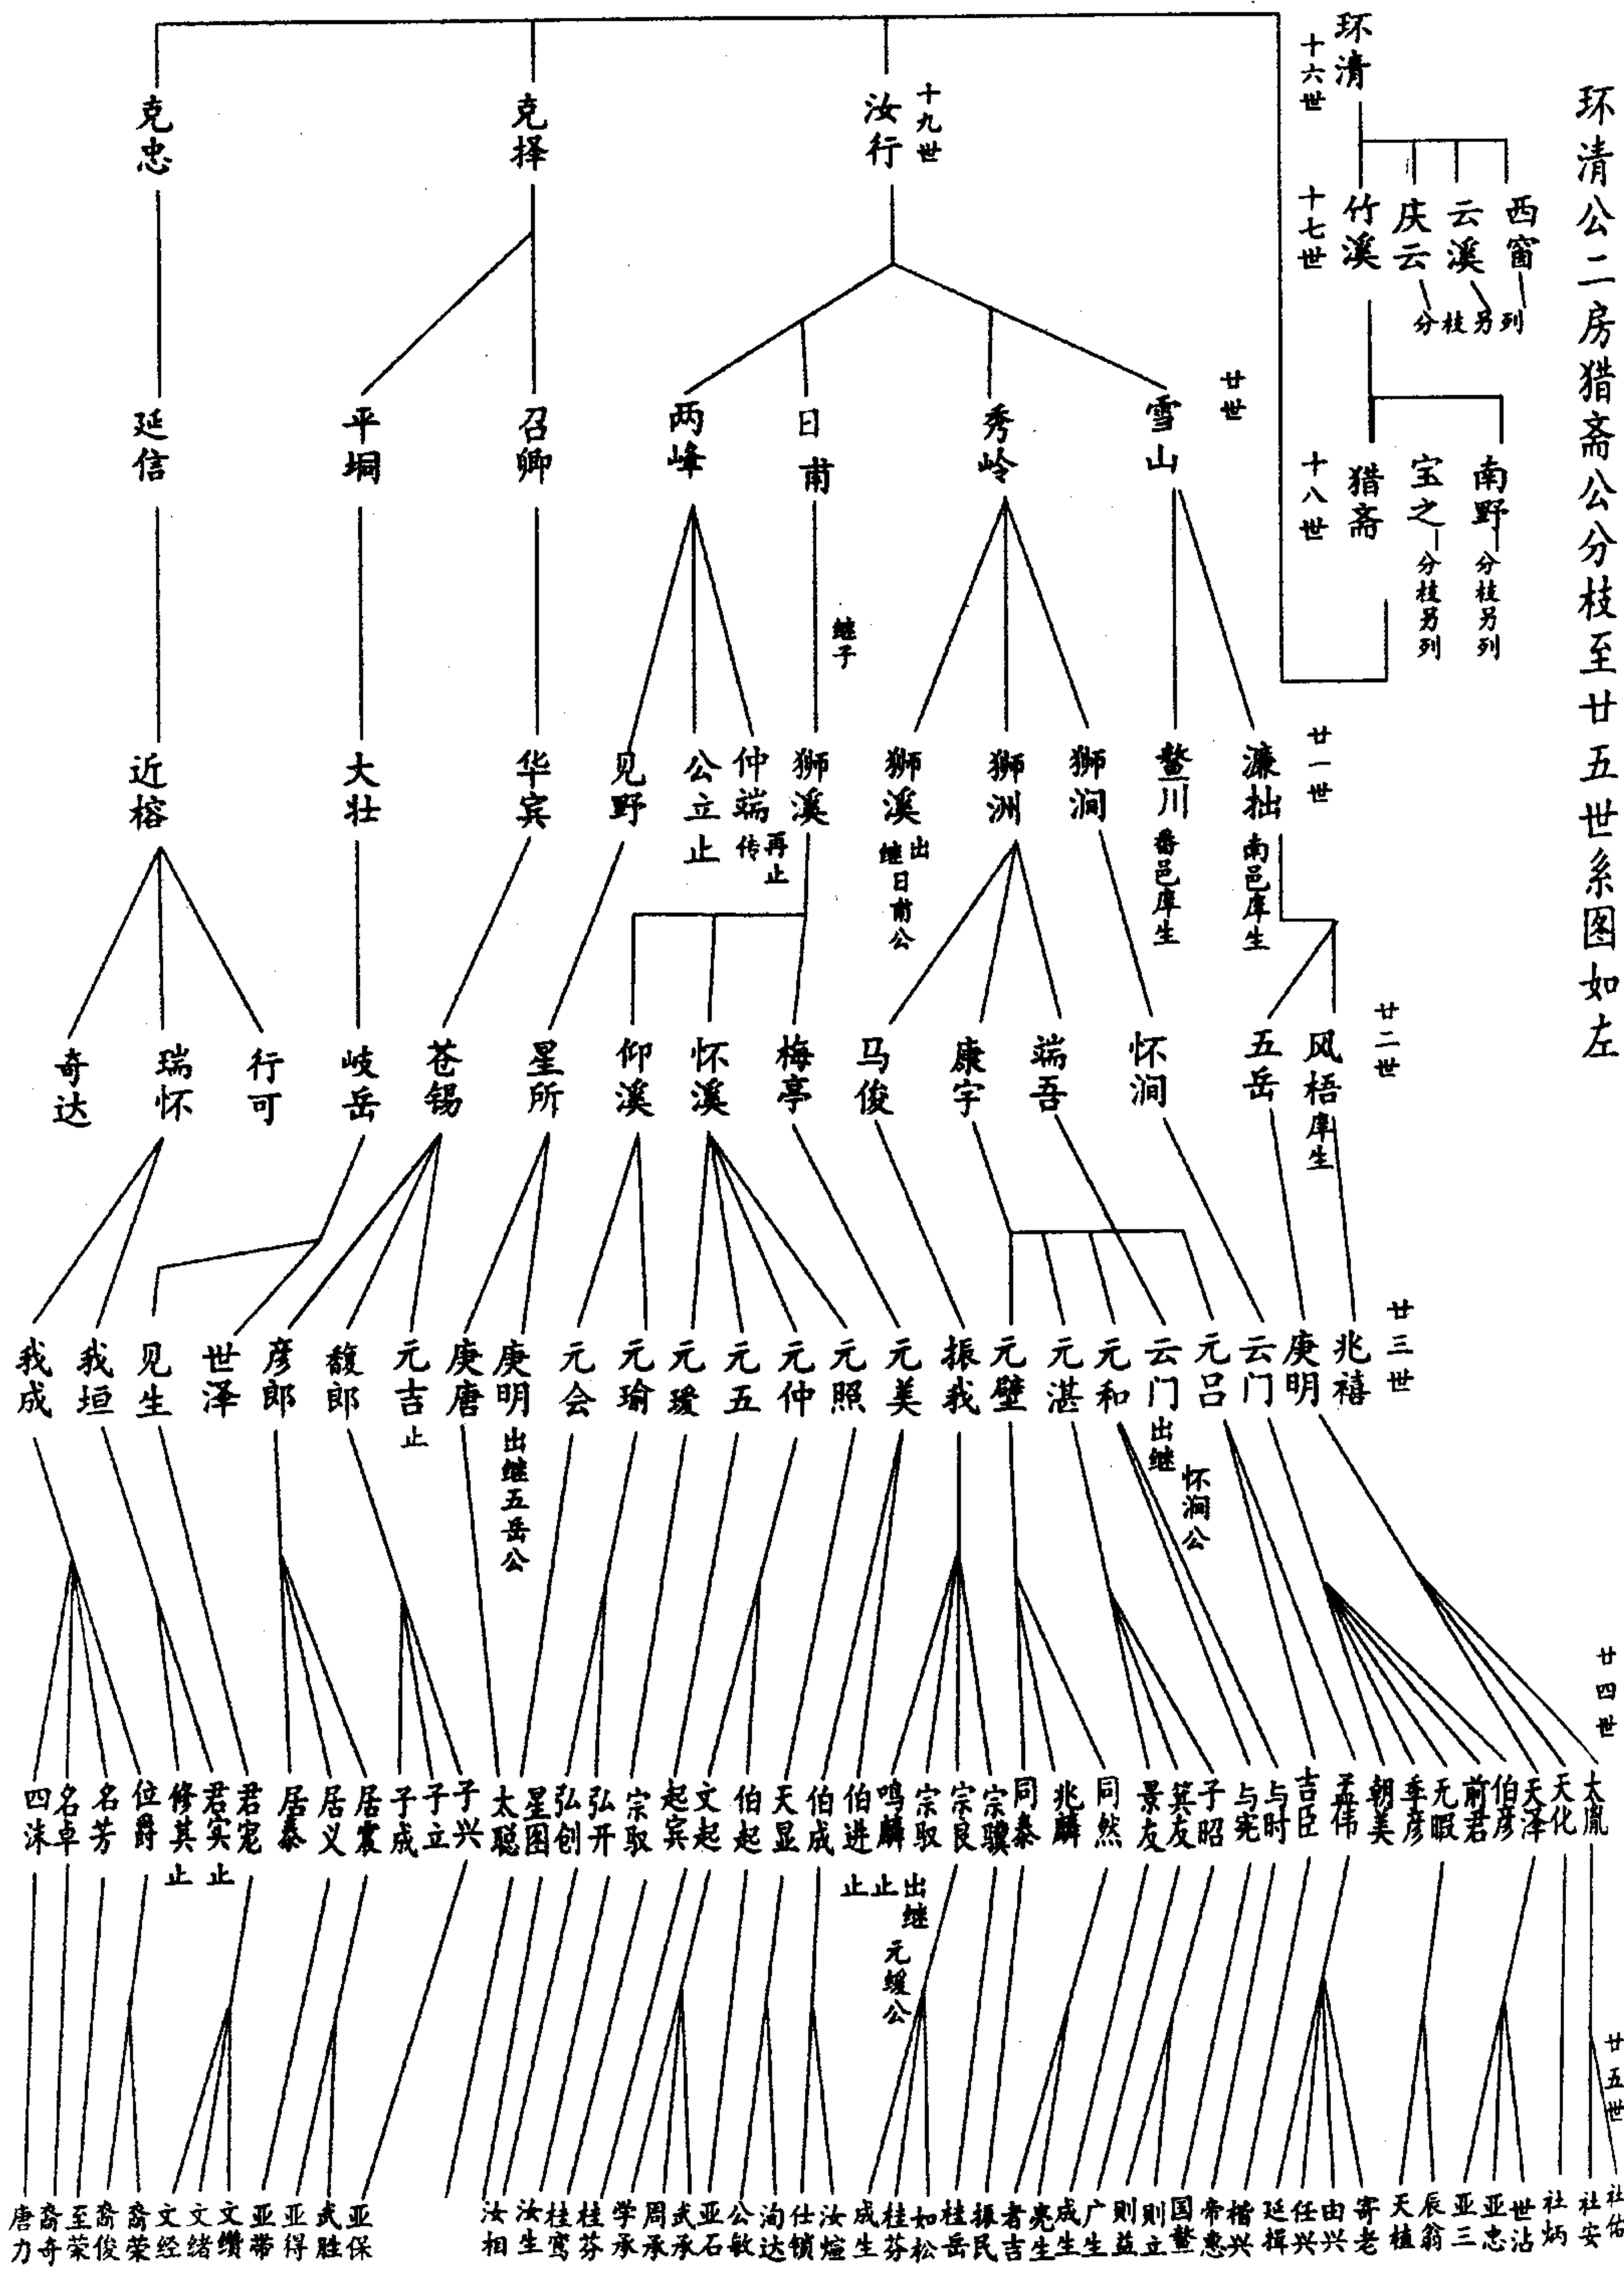 环清公二房猎斋公分枝至廿五世系图如左
十六世
环清
十七世
西窗
云溪
庆云
竹溪
分枝另列
十八世
南野
分枝另列
宝之
分枝另列
猎斋
十九世
汝行
克择
克忠
廿世
雪山
秀岭
日甫
两峰
召卿
平垌
延信
继子
廿一世
濂拙
南邑庠生
鳌川
番邑庠生
狮涧
狮洲
狮溪
出继日甫公
狮溪
仲端
再传止
公立
止
见野
华宾
大壮
近榕
廿二世
风梧
庠生
五岳
怀涧
端吾
康宇
马俊
梅亭
怀溪
仰溪
星所
苍锡
岐岳
行可
瑞怀
奇达
廿三世
兆禧
庚明
云门
元吕
云门
出继怀涧公
元和
元湛
元壁
振我
元美
元照
元仲
元五
元瑗
元瑜
元会
庚明
出继五岳公
庚唐
元吉
止
馥郎
彦郎
世泽
见生
我垣
我成
廿四世
太胤
天化
天泽
伯彦
前君
无暇
季彦
朝美
孟伟
吉臣
与时
与宪
子昭
箕友
景友
同然
兆麟
同泰
宗骥
宗良
宗驭
出继元缓公
鸣麟
止
伯进
止
伯成
天显
伯起
文起
起宾
宗驭
弘开
弘创
星图
太聪
子兴
子立
子成
居震
居义
居泰
君宠
君实
止
修其
止
位爵
名芳
名卓
四沫
廿五世
社佑
社安
社炳
世沾
亚忠
亚三
辰翁
天植
寄老
由兴
任兴
延揖
楷兴
帝惠
国鳌
则立
则益
广生
成生
亮生
者吉
振民
桂岳
如松
桂芬
成生
汝煊
仕锁
洵达
公敏
亚石
武承
周承
学承
桂芬
桂鸾
汝生
汝相
亚保
武胜
亚得
亚带
文缵
文绪
文经
裔荣
裔俊
至荣
裔奇
唐力